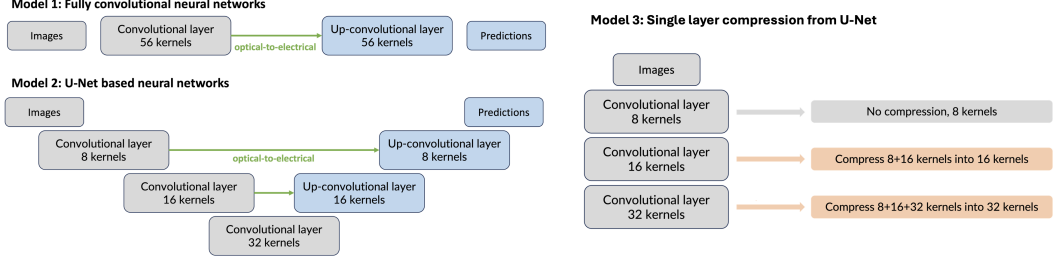 Model 1: Fully convolutional neural networks
Images
Convolutional layer
56 kernels
optical-to-electrical
Up-convolutional layer
56 kernels
Predictions
Model 2: U-Net based neural networks
Images
Predictions
Convolutional layer
8 kernels
optical-to-electrical
Up-convolutional layer
8 kernels
Convolutional layer
16 kernels
Up-convolutional layer
16 kernels
Convolutional layer
32 kernels
Model 3: Single layer compression from U-Net
Images
Convolutional layer
8 kernels
No compression, 8 kernels
Convolutional layer
16 kernels
Compress 8+16 kernels into 16 kernels
Convolutional layer
32 kernels
Compress 8+16+32 kernels into 32 kernels